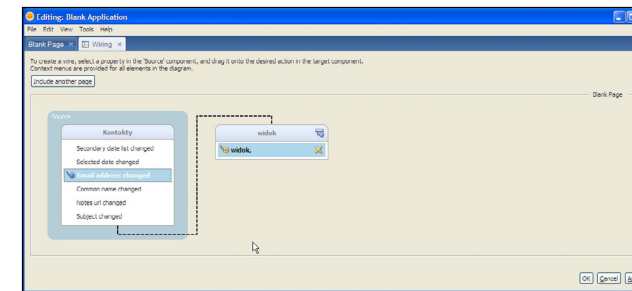 Editing: Blank Application
File Edit View Tools Help
Blank Page Wiring
To create a wire, select a property in the 'Source' component, and drag it onto the desired action in the target component.
Context menus are provided for all elements in the diagram.
Include another page
Blank Page
Source
Kontakty
Secondary date list changed
Selected date changed
Email address changed
Common name changed
Notes url changed
Subject changed
widok
widok.
OK Cancel